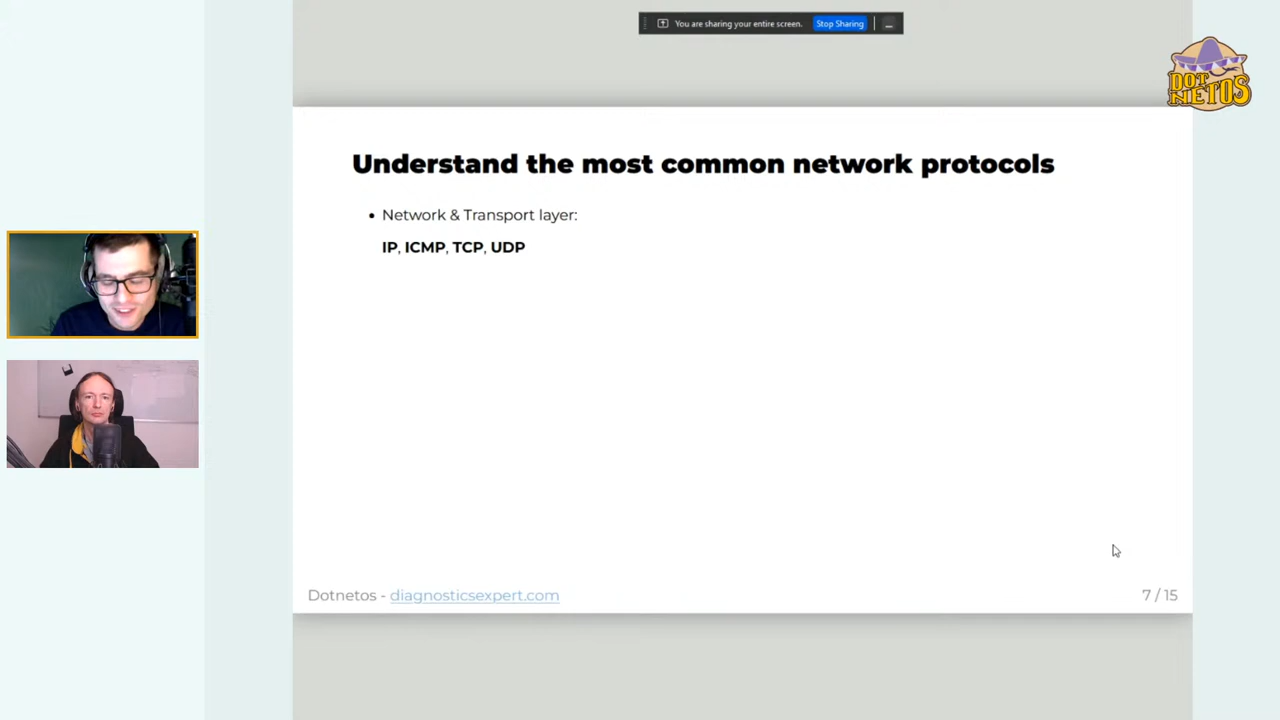 You are sharing your entire screen.
Stop Sharing
DOT
NETOS
Understand the most common network protocols
• Network & Transport layer:
IP, ICMP, TCP, UDP
Dotnetos - diagnosticsexpert.com
7 / 15